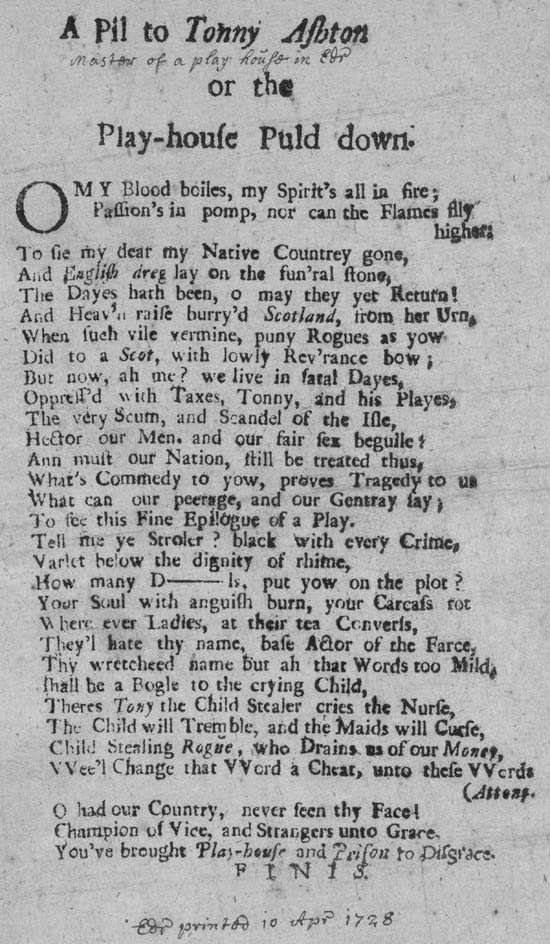 A Pil to Tonny Aſhton
Master of a play house in Edr
or the
Play-houſe Puld down.
O MY Blood boiles, my Spirit's all in fire;
Paſſion's in pomp, nor can the Flames flly
higher:
To ſie my dear my Native Countrey gone,
And Engliſh dreg lay on the fun'ral ſtone,
The Dayes hath been, o may they yet Return!
And Heav'n raiſe burry'd Scotland, from her Urn,
When ſuch vile vermine, puny Rogues as yow
Did to a Scot, with lowly Rev'rance bow;
But now, ah me? we live in fatal Dayes,
Oppreſſ'd with Taxes, Tonny, and his Playes,
The very Scum, and Scandel of the Iſle,
Hector our Men. and our fair ſex beguile:
Ann muſt our Nation, ſtill be treated thus,
What's Commedy to yow, proves Tragedy to us
What can our peerage, and our Gentray ſay;
To ſee this Fine Epilogue of a Play.
Tell me ye Stroler? black with every Crime,
Varlet below the dignity of rhime,
How many D——ls, put yow on the plot?
Your Soul with anguiſh burn, your Carcaſs rot
Where ever Ladies, at their tea Converſs,
They'l hate thy name, baſe Actor of the Farce,
Thy wretcheed name but ah that Words too Mild,
ſhall be a Bogle to the crying Child,
Theres Tony the Child Stealer cries the Nurſe,
The Child will Tremble, and the Maids will Curſe,
Child Stealing Rogue, who Drains us of our Money,
VVee'l Change that VVord a Cheat, unto theſe VVords
(Attony.
O had our Country, never ſeen thy Face!
Champion of Vice, and Strangers unto Grace.
You've brought Play-houſe and Priſon to Diſgrace.
FINIS.
Edr printed 10 Apr 1728